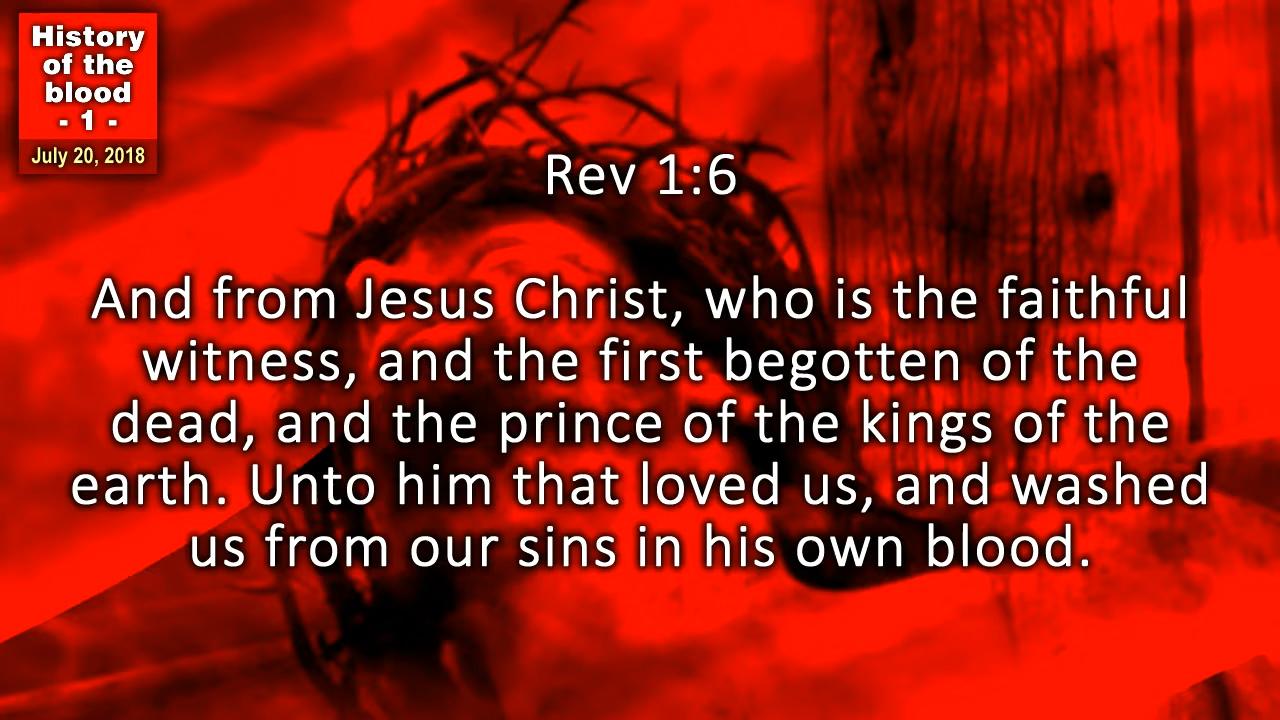 History
of the
blood
- 1 -
July 20, 2018
Rev 1:6
And from Jesus Christ, who is the faithful
witness, and the first begotten of the
dead, and the prince of the kings of the
earth. Unto him that loved us, and washed
us from our sins in his own blood.